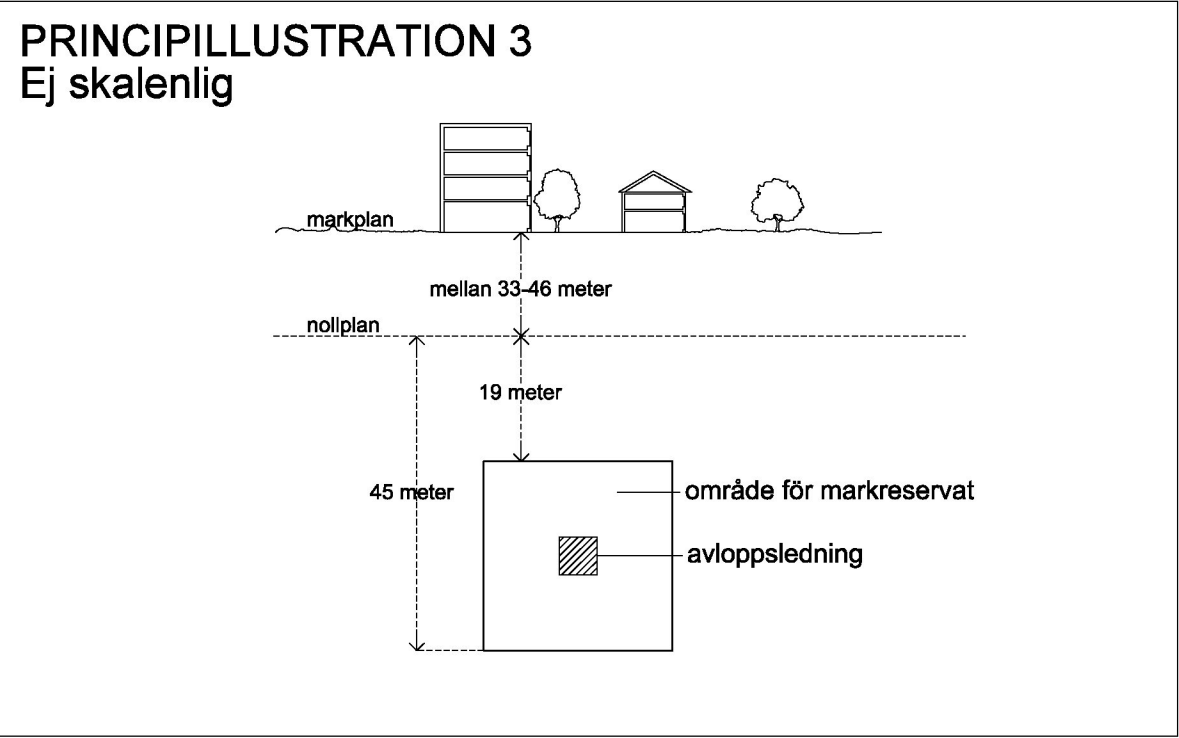 PRINCIPILLUSTRATION 3
Ej skalenlig
markplan
mellan 33-46 meter
nollplan
19 meter
45 meter
område för markreservat
avloppsledning